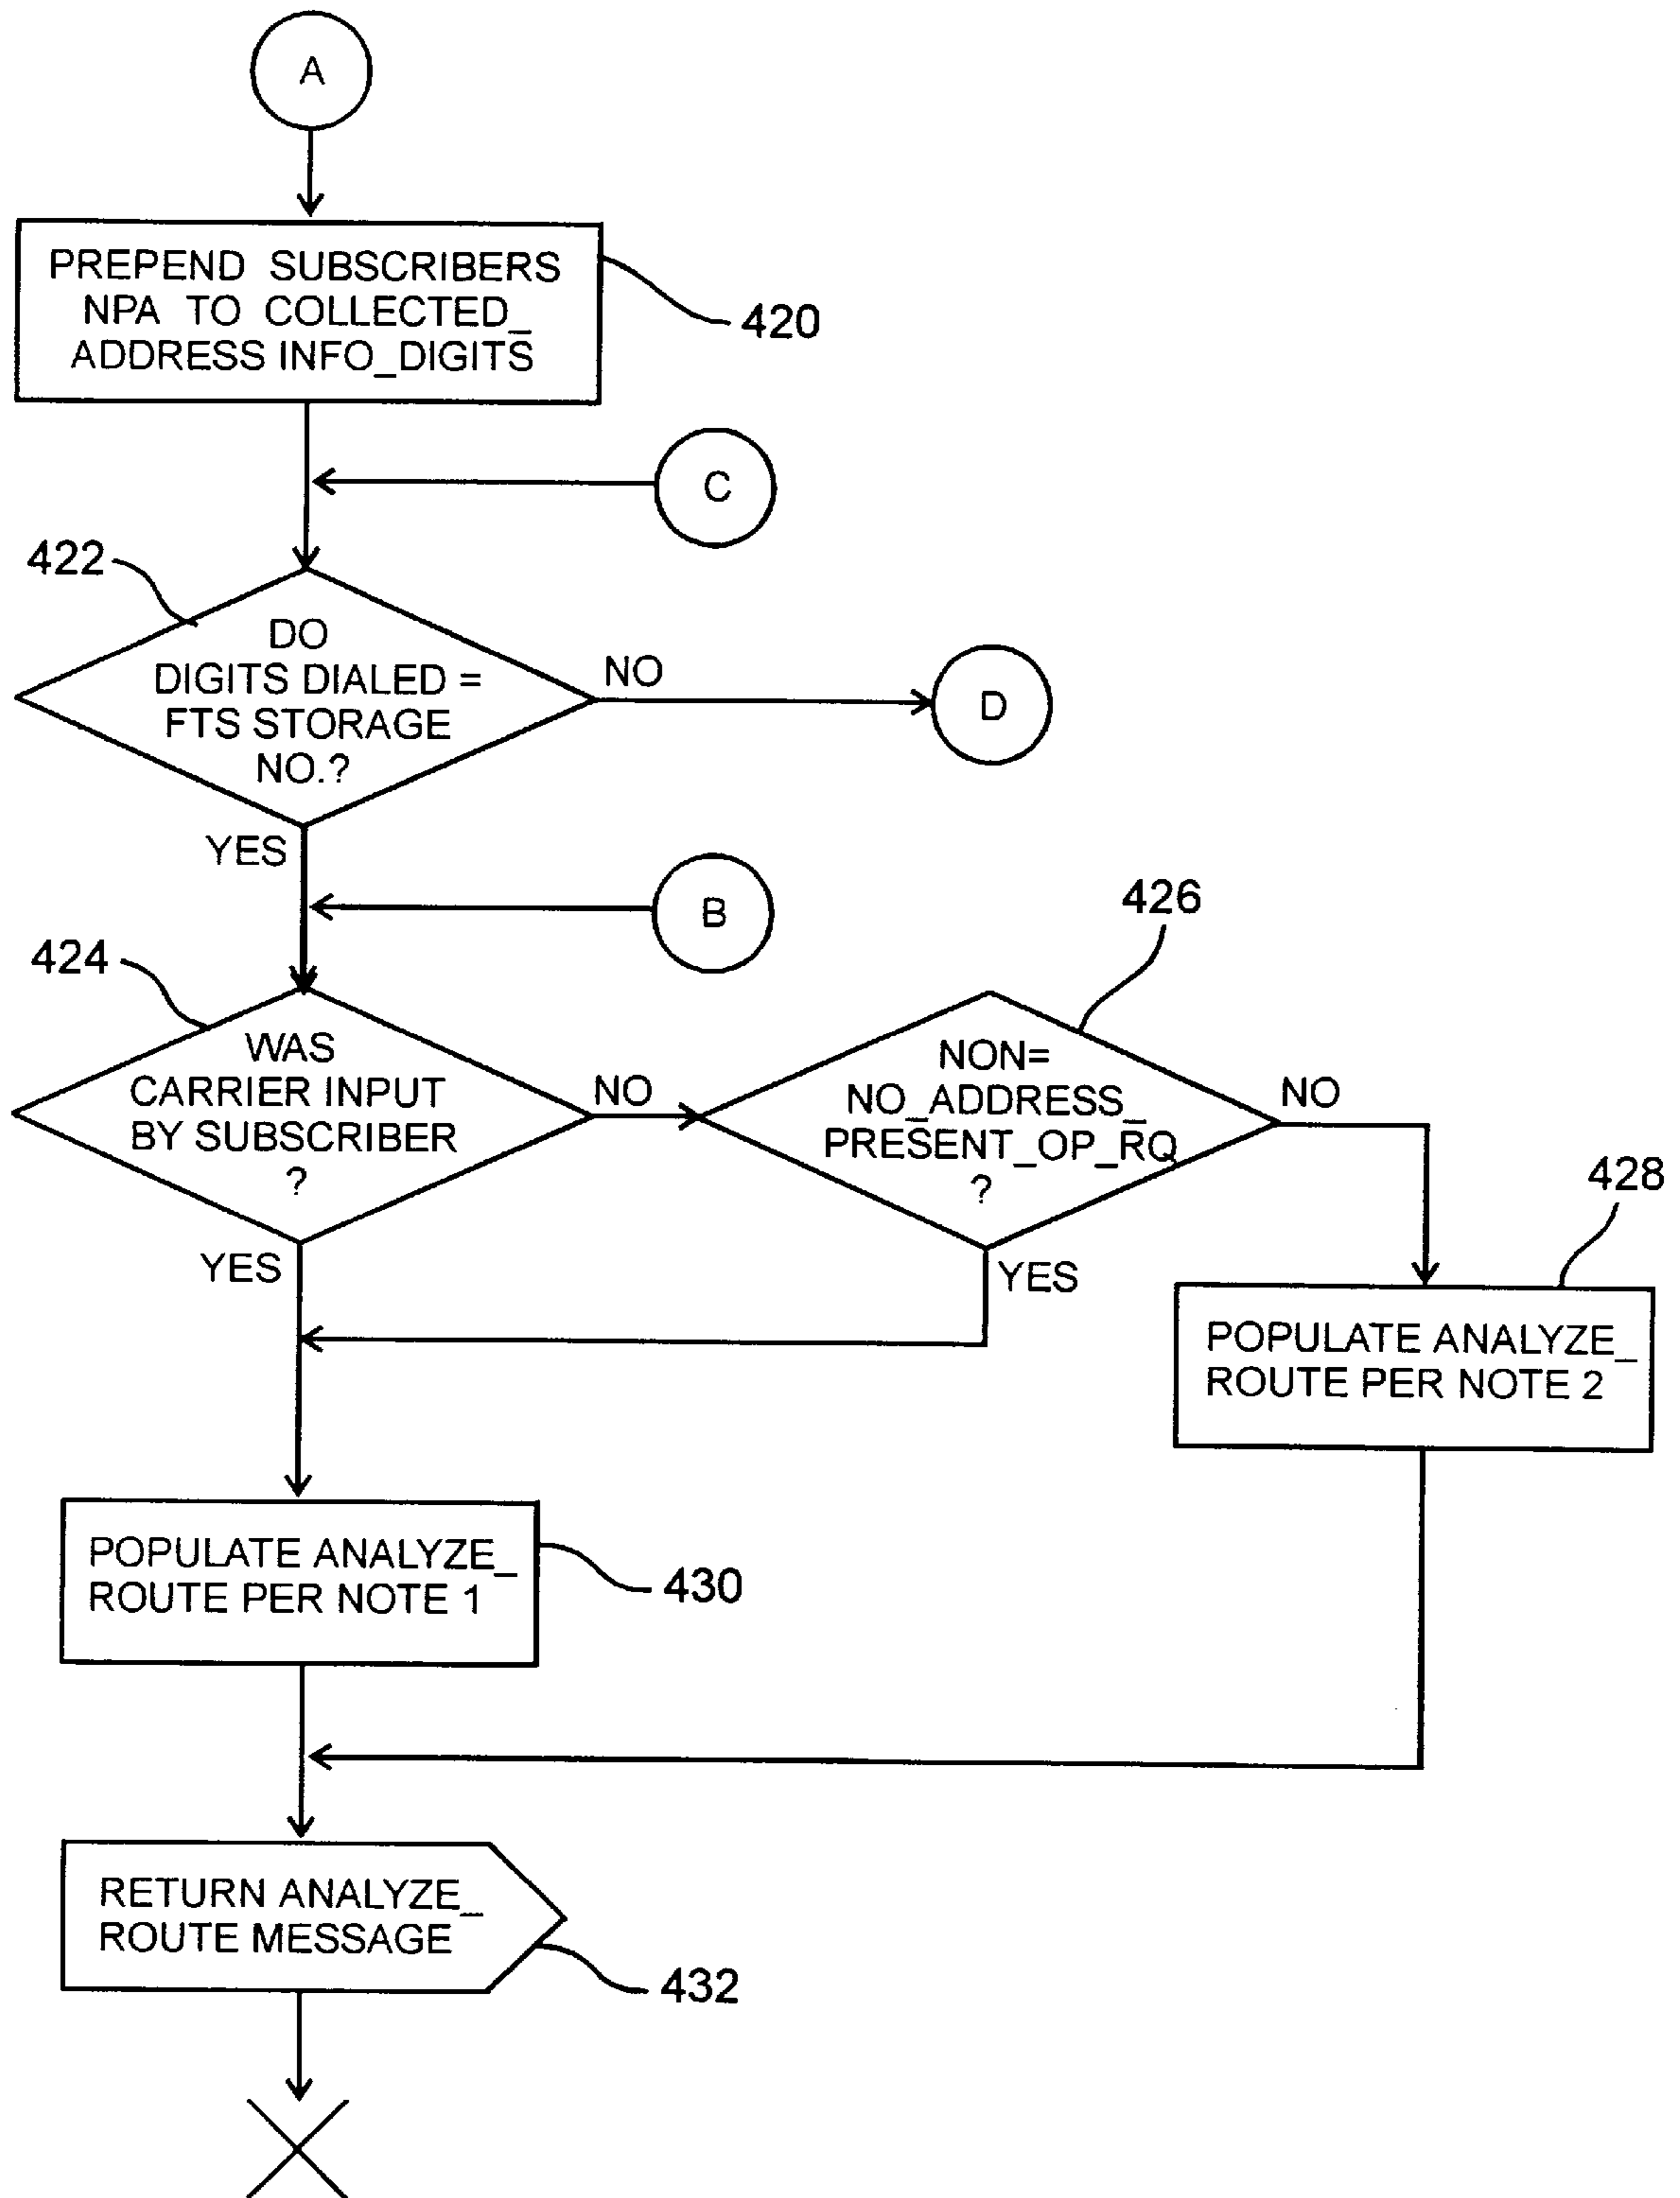 A
PREPEND SUBSCRIBERS
NPA TO COLLECTED_
ADDRESS INFO_DIGITS
420
C
422
DO
DIGITS DIALED =
FTS STORAGE
NO.?
NO
D
YES
B
426
424
WAS
CARRIER INPUT
BY SUBSCRIBER
?
NO
NON=
NO_ADDRESS_
PRESENT_OP_RQ
?
NO
428
YES
YES
POPULATE ANALYZE_
ROUTE PER NOTE 2
POPULATE ANALYZE_
ROUTE PER NOTE 1
430
RETURN ANALYZE_
ROUTE MESSAGE
432